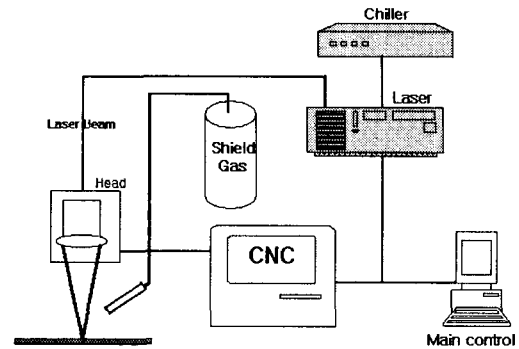 Chiller
Laser
Laser Beam
Shield
Gas
Head
CNC
Main control